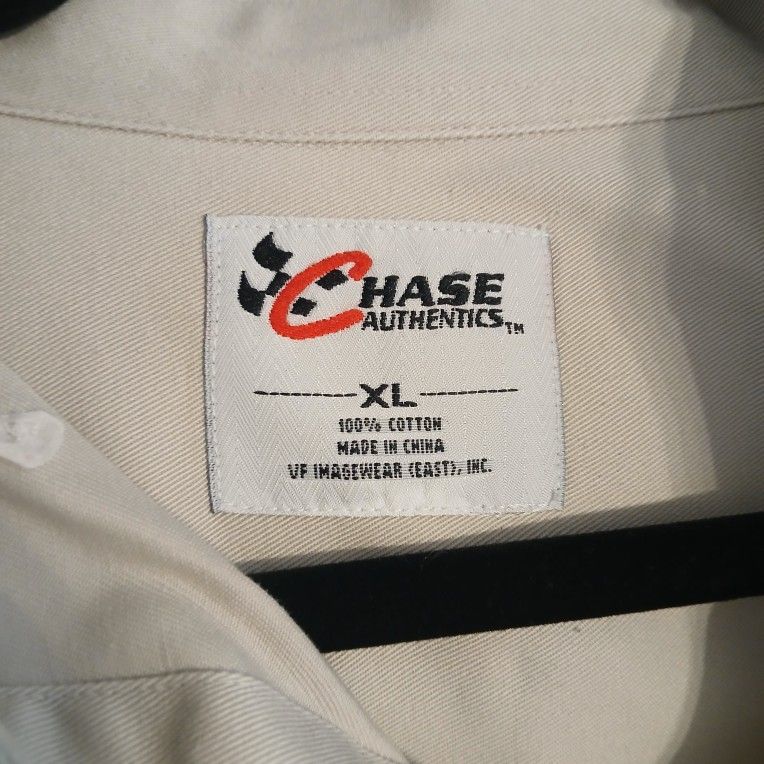 CHASE
AUTHENTICS™
XL
100% COTTON
MADE IN CHINA
VF IMAGEWEAR (EAST), INC.